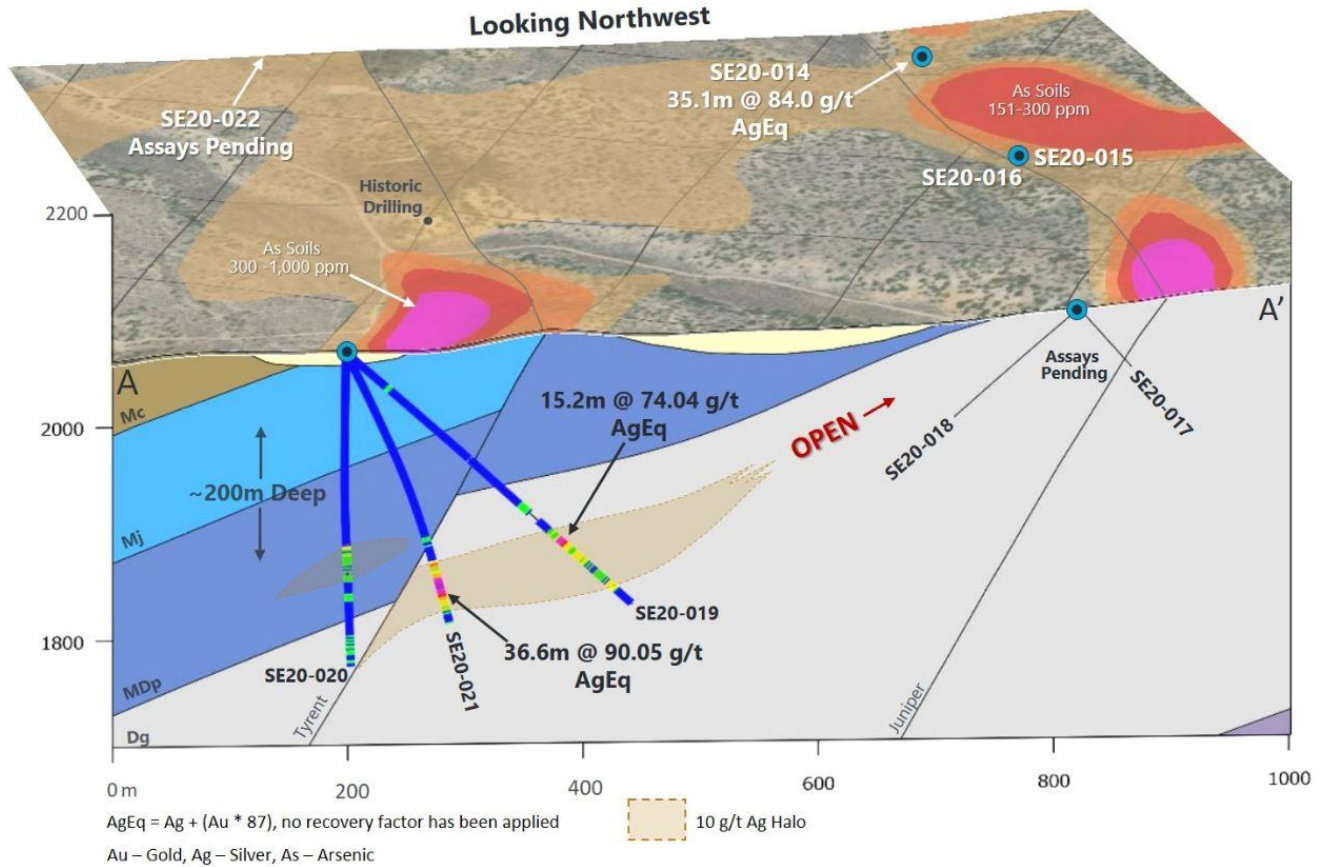 Looking Northwest
SE20-022
Assays Pending
SE20-014
35.1m @ 84.0 g/t
AgEq
As Soils
151-300 ppm
SE20-015
SE20-016
Historic
Drilling
As Soils
300 -1,000 ppm
2200
2000
1800
A
A’
Mc
Mj
MDp
Dg
~200m Deep
15.2m @ 74.04 g/t
AgEq
OPEN
Assays
Pending
SE20-018
SE20-017
SE20-019
36.6m @ 90.05 g/t
AgEq
SE20-020
SE20-021
Tyrent
Juniper
0 m
200
400
600
800
1000
AgEq = Ag + (Au * 87), no recovery factor has been applied
10 g/t Ag Halo
Au – Gold, Ag – Silver, As – Arsenic